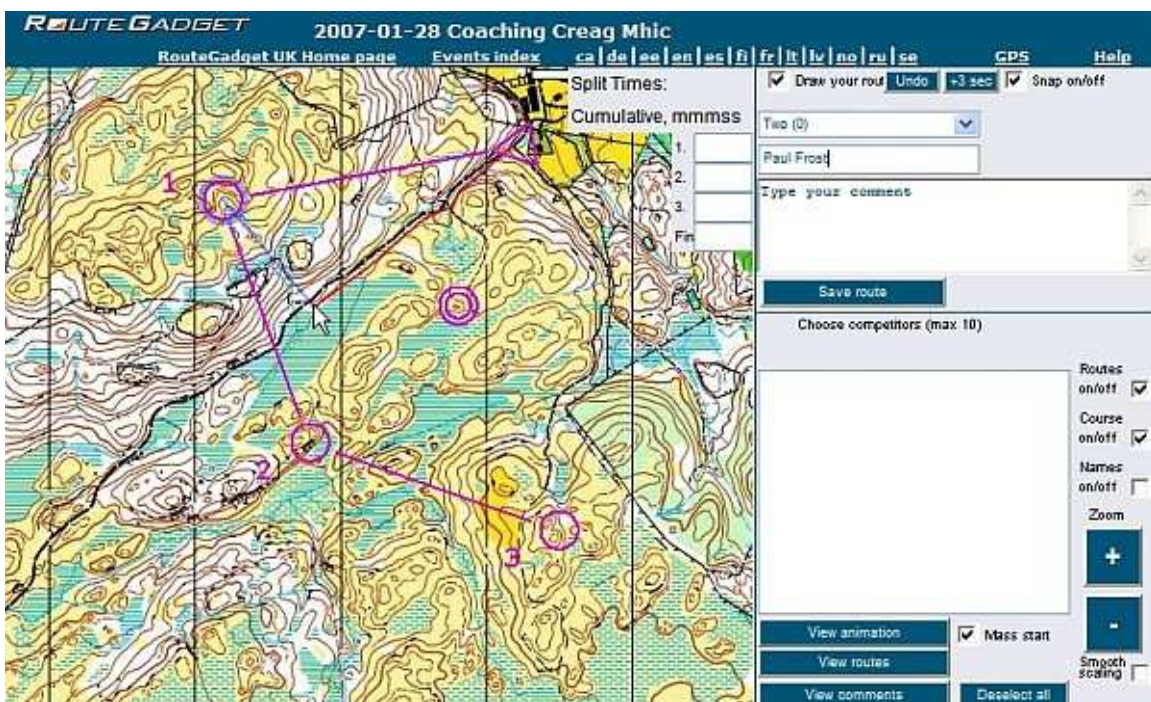 ROUTEGADGET
2007-01-28 Coaching Creag Mhic
RouteGadget UK Home page Events index ca|de|ee|en|es|fi|fr|lt|lv|no|ru|se GPS Help
Split Times:
Cumulative, mmmss
1.
2.
3.
Fin
Draw your rout Undo +3 sec Snap on/off
Two (0)
Paul Frost
Type your comment
Save route
Choose competitors (max 10)
Routes
on/off
Course
on/off
Names
on/off
Zoom
+
-
Smooth
scaling
View animation Mass start
View routes
View comments Deselect all
1
2
3